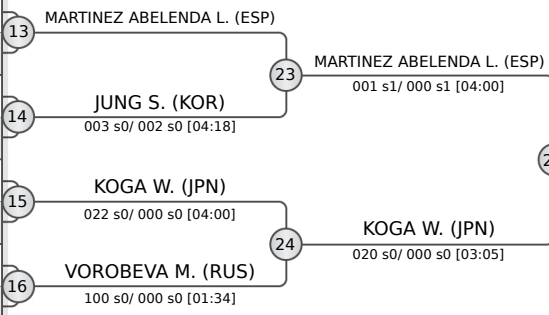 13
MARTINEZ ABELENDA L. (ESP)
23
MARTINEZ ABELENDA L. (ESP)
001 s1/ 000 s1 [04:00]
14
JUNG S. (KOR)
003 s0/ 002 s0 [04:18]
15
KOGA W. (JPN)
022 s0/ 000 s0 [04:00]
24
KOGA W. (JPN)
020 s0/ 000 s0 [03:05]
16
VOROBEVA M. (RUS)
100 s0/ 000 s0 [01:34]